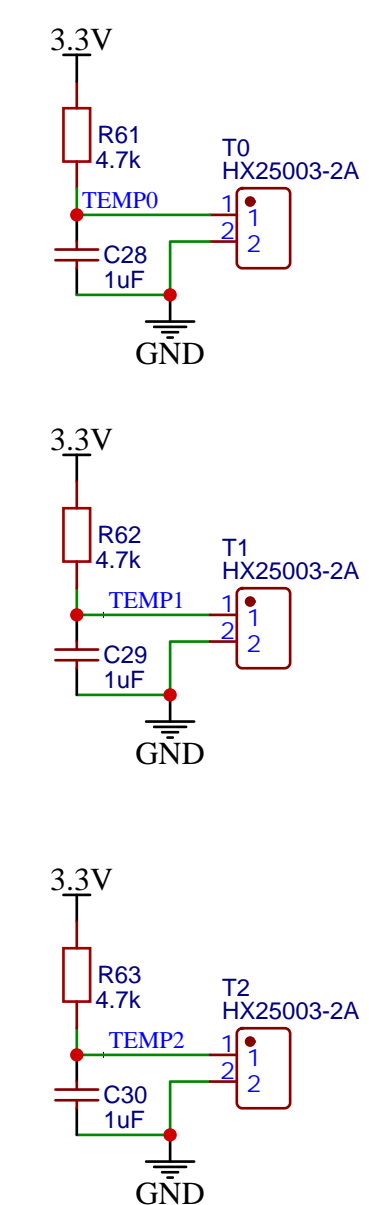 3.3V
R61
4.7k
TEMP0
T0
HX25003-2A
1
1
2
2
C28
1uF
GND
3.3V
R62
4.7k
TEMP1
T1
HX25003-2A
1
1
2
2
C29
1uF
GND
3.3V
R63
4.7k
TEMP2
T2
HX25003-2A
1
1
2
2
C30
1uF
GND